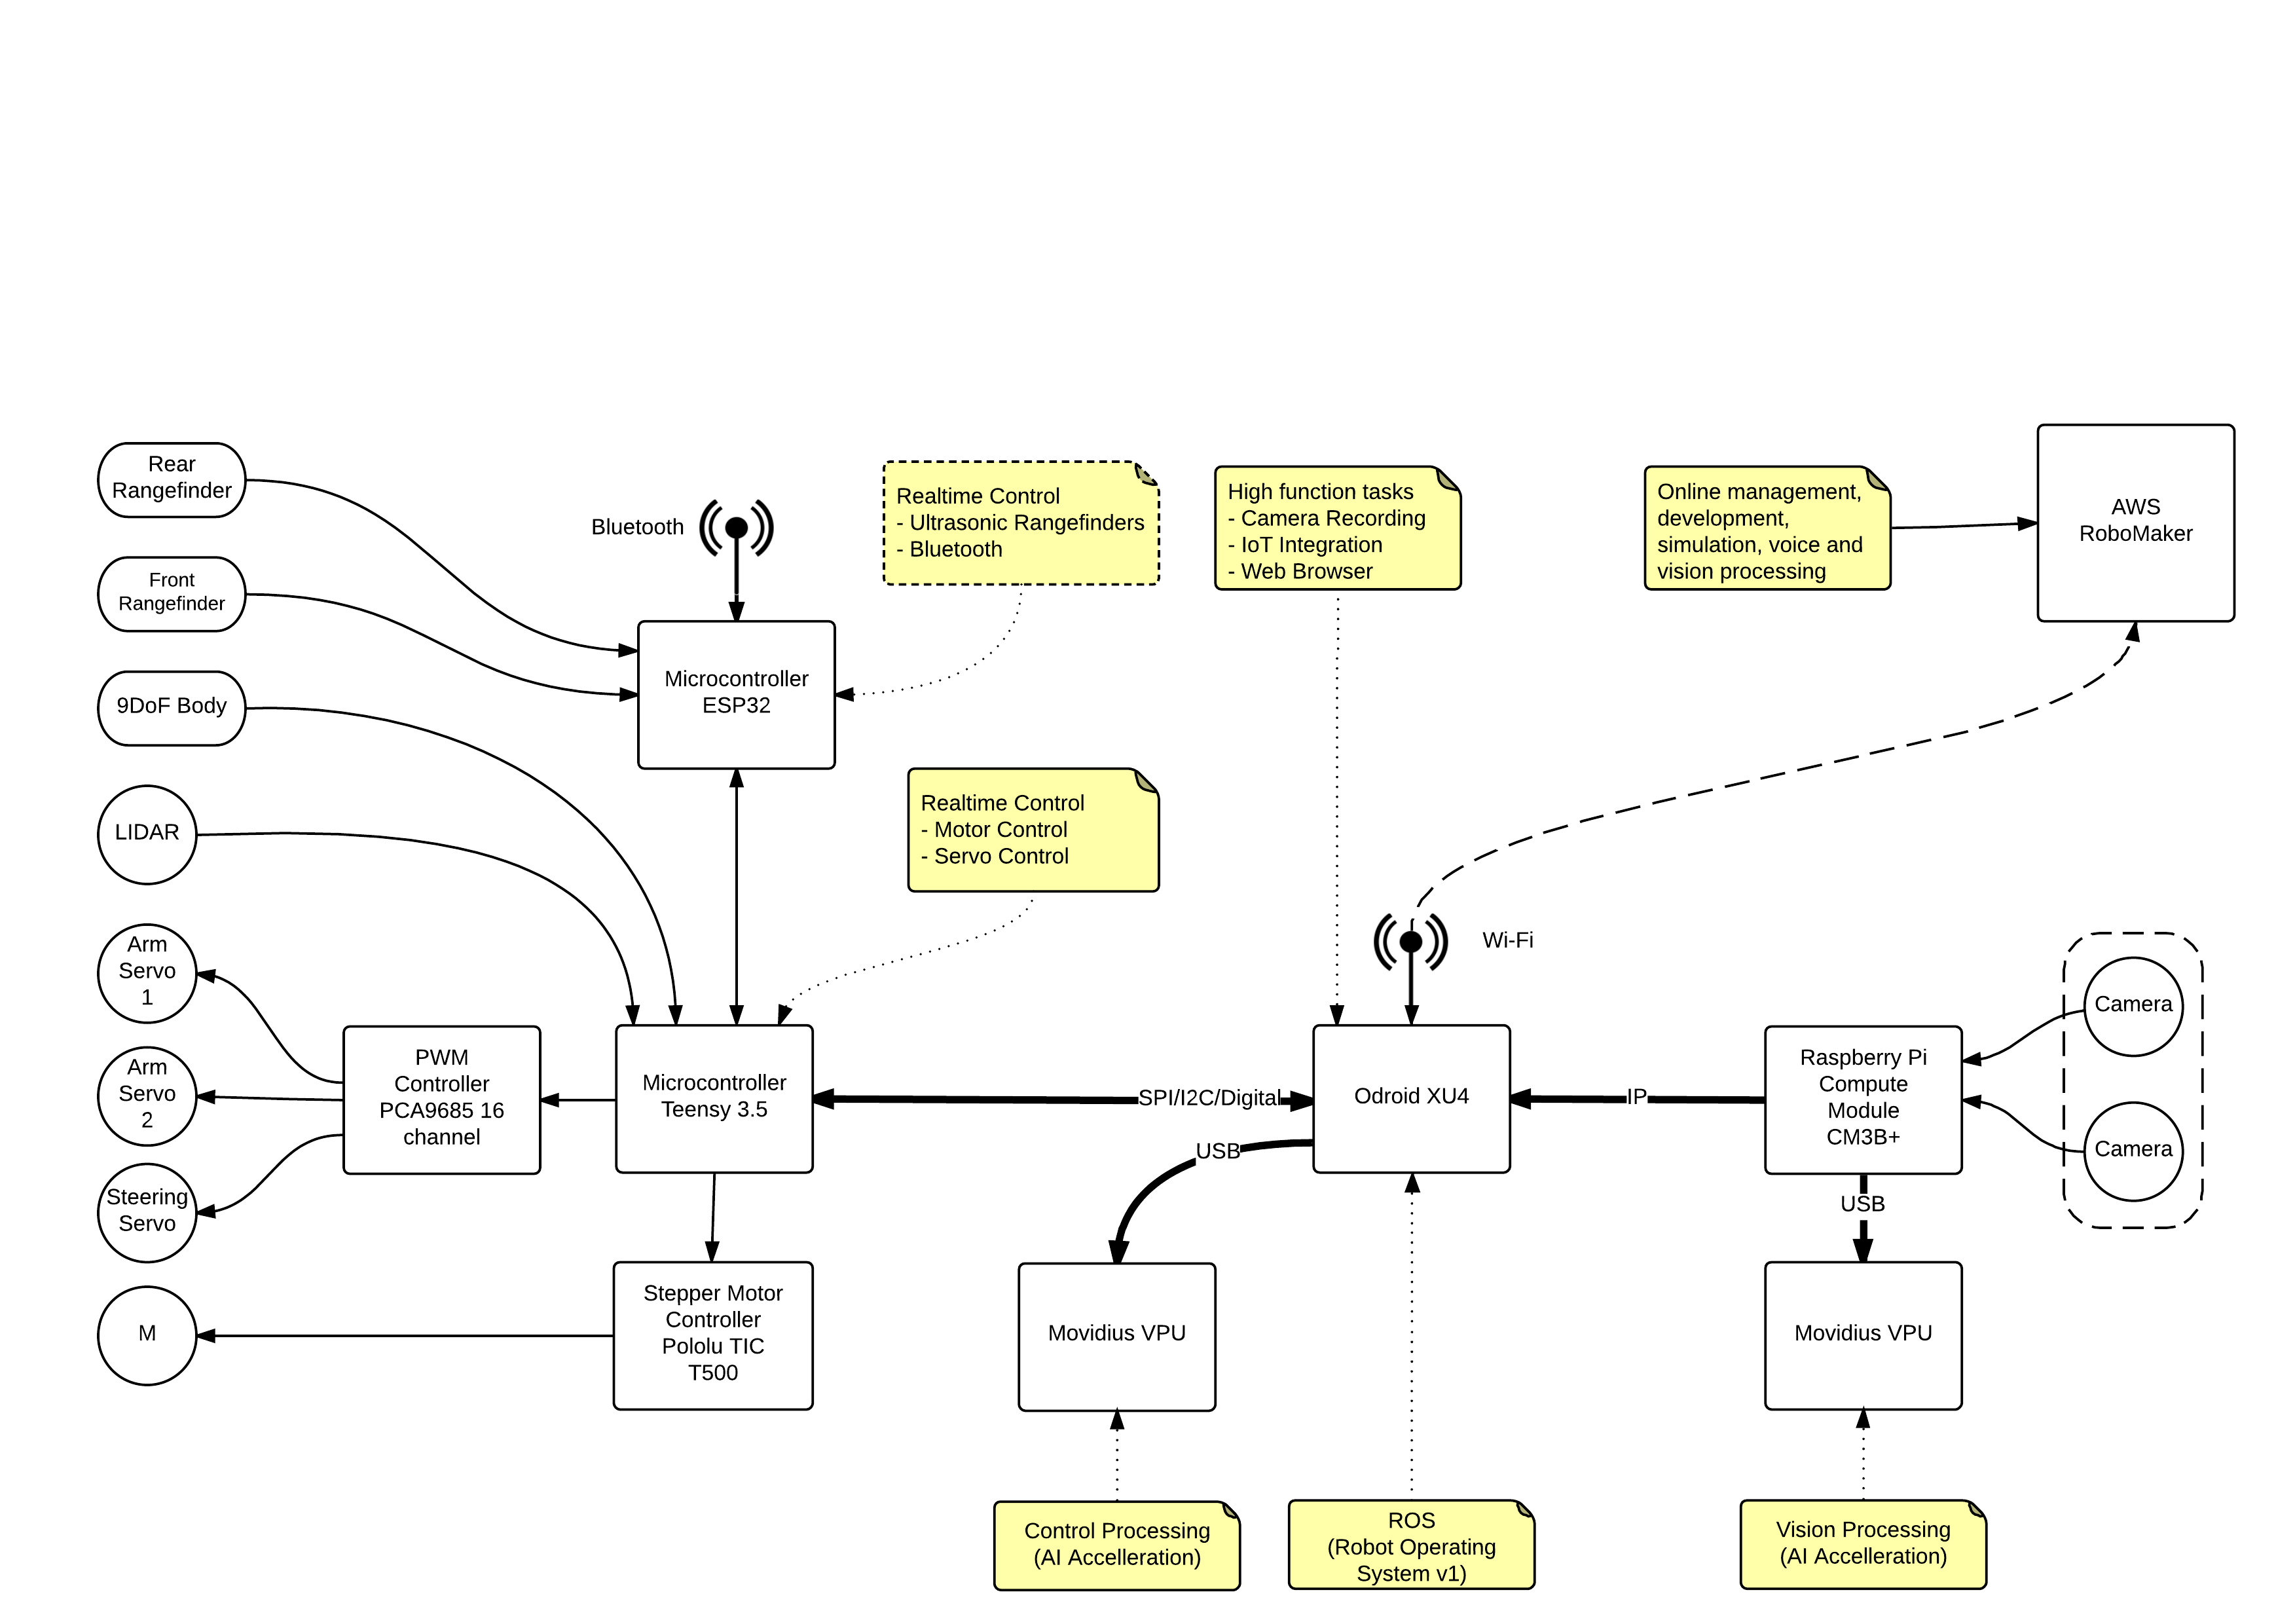 Rear
Rangefinder
Front
Rangefinder
9DoF Body
LIDAR
Arm
Servo
1
Arm
Servo
2
Steering
Servo
M
PWM
Controller
PCA9685 16
channel
Bluetooth
Microcontroller
ESP32
Microcontroller
Teensy 3.5
Stepper Motor
Controller
Pololu TIC
T500
Realtime Control
- Ultrasonic Rangefinders
- Bluetooth
Realtime Control
- Motor Control
- Servo Control
High function tasks
- Camera Recording
- IoT Integration
- Web Browser
Online management,
development,
simulation, voice and
vision processing
AWS
RoboMaker
Wi-Fi
SPI/I2C/Digital
USB
Odroid XU4
IP
Raspberry Pi
Compute
Module
CM3B+
Camera
Camera
USB
Movidius VPU
Movidius VPU
Control Processing
(AI Accelleration)
ROS
(Robot Operating
System v1)
Vision Processing
(AI Accelleration)